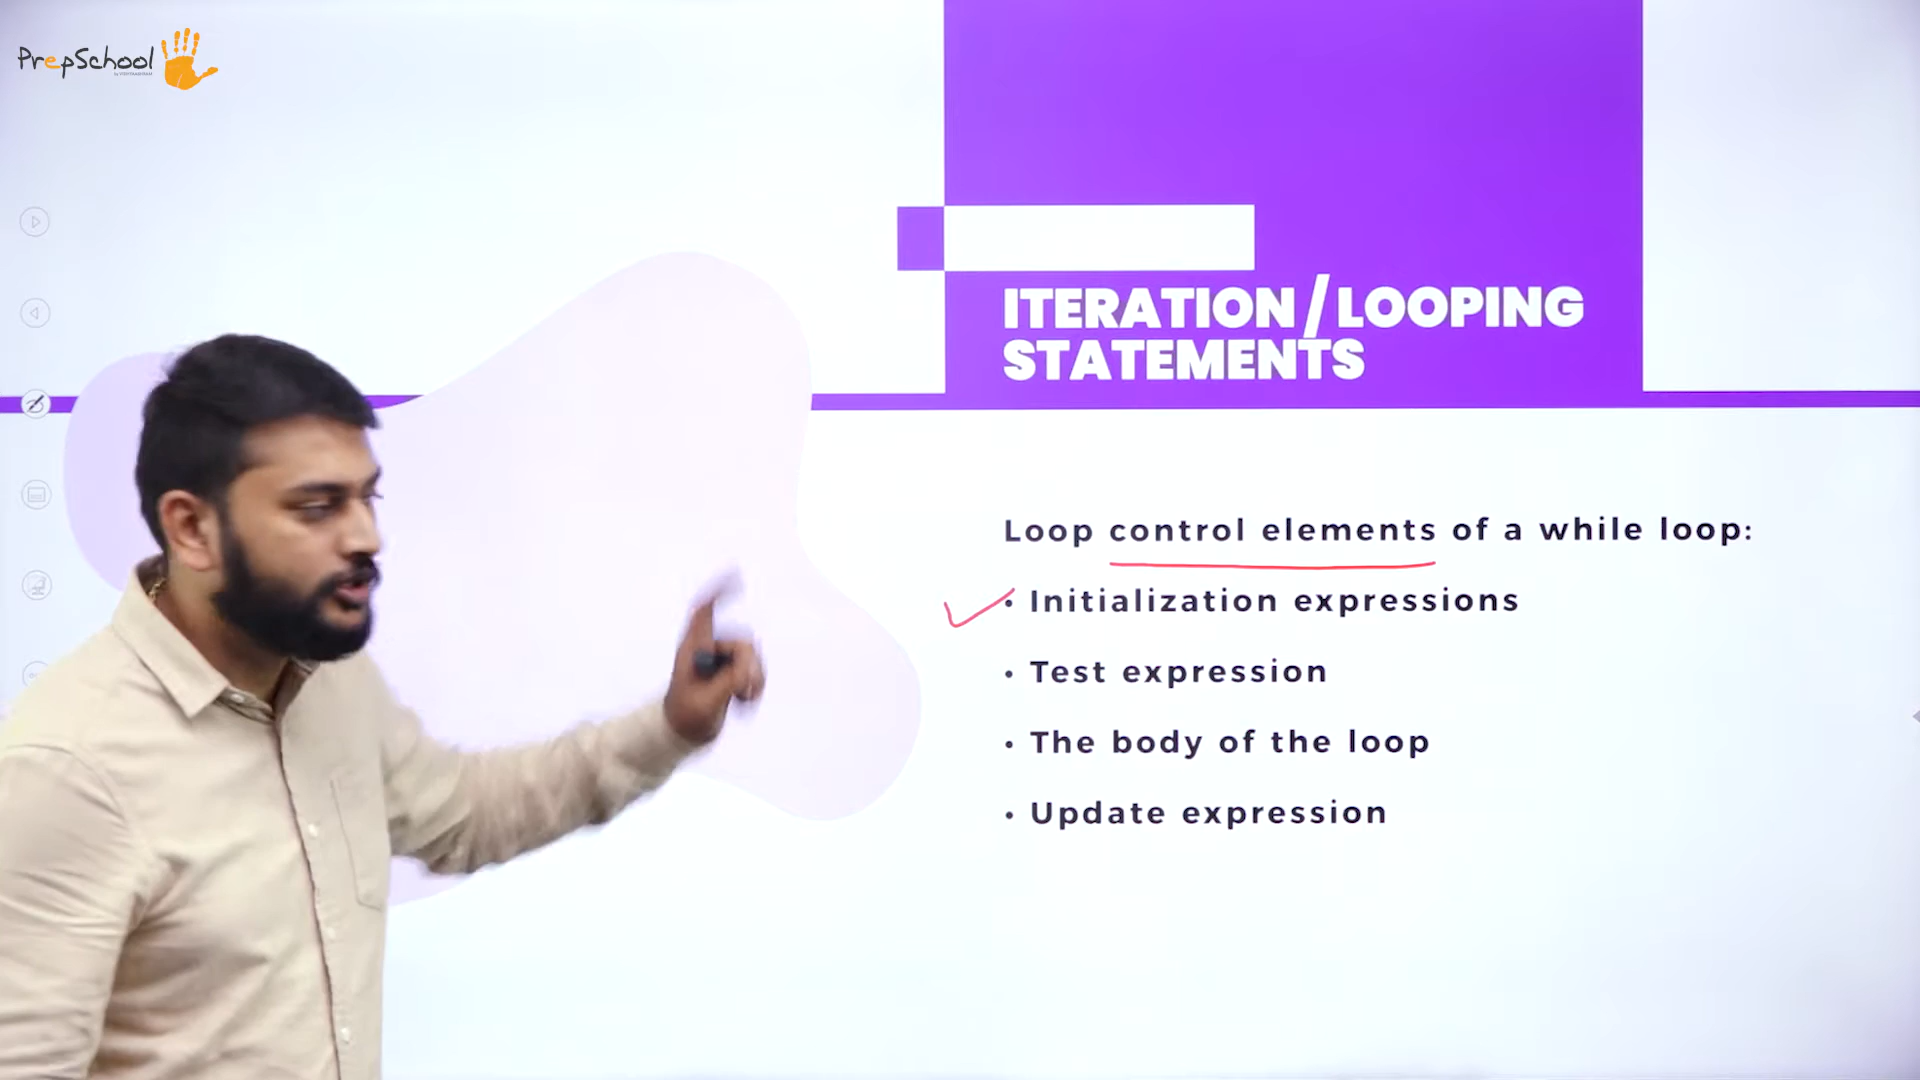 PrepSchool
ITERATION/LOOPING
STATEMENTS
Loop control elements of a while loop:
• Initialization expressions
• Test expression
• The body of the loop
• Update expression